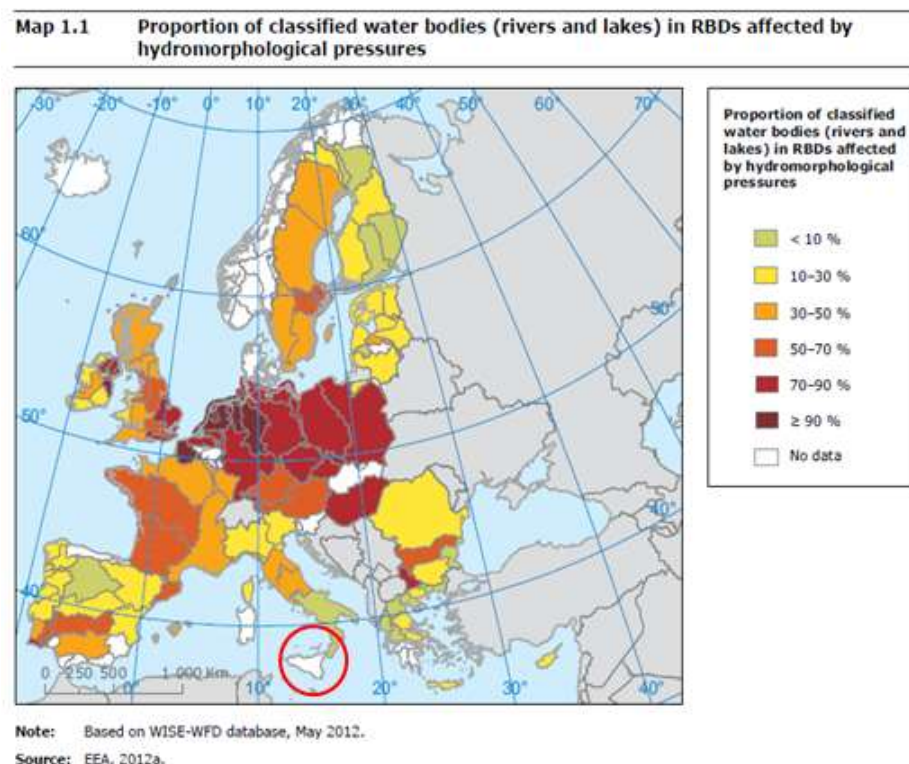 Map 1.1 Proportion of classified water bodies (rivers and lakes) in RBDs affected by
hydromorphological pressures
-30° -20° -10° 0° 10° 20° 30° 40° 50° 60° 70°
60°
50°
50°
40°
40°
0 250 500 1 000 Km
0° 10° 20° 30° 40°
Proportion of classified
water bodies (rivers and
lakes) in RBDs affected
by hydromorphological
pressures
< 10 %
10–30 %
30–50 %
50–70 %
70–90 %
≥ 90 %
No data
Note: Based on WISE-WFD database, May 2012.
Source: EEA, 2012a.